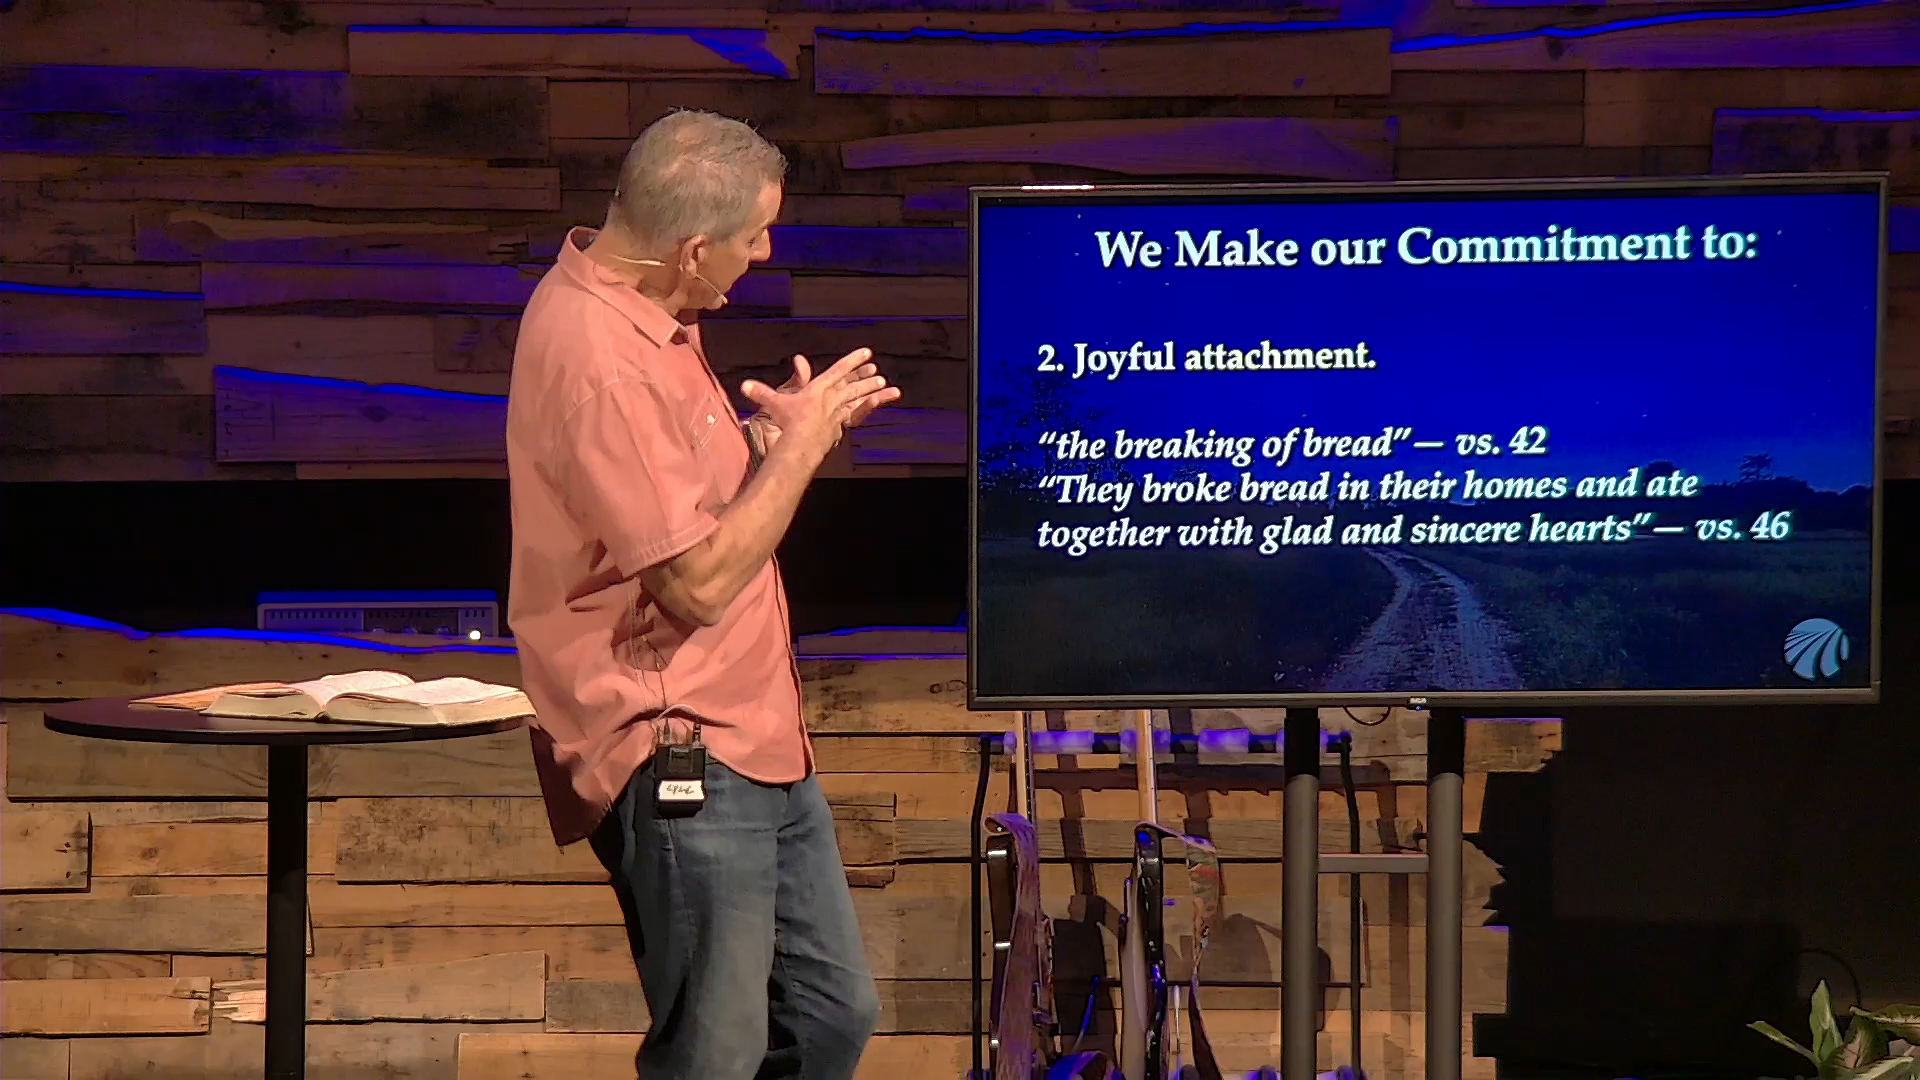 We Make our Commitment to:
2. Joyful attachment.
“the breaking of bread”— vs. 42
“They broke bread in their homes and ate
together with glad and sincere hearts”— vs. 46
RCA